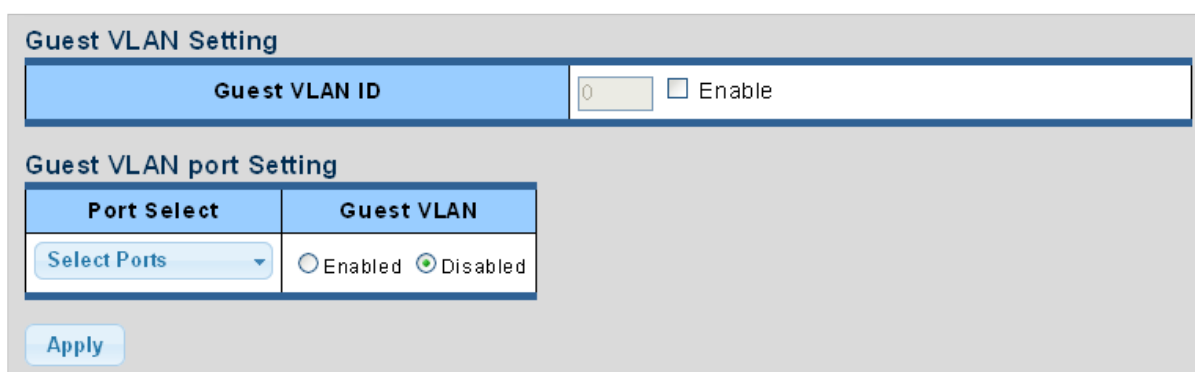 Guest VLAN Setting
Guest VLAN ID 0 Enable
Guest VLAN port Setting
Port Select Guest VLAN
Select Ports Enabled Disabled
Apply